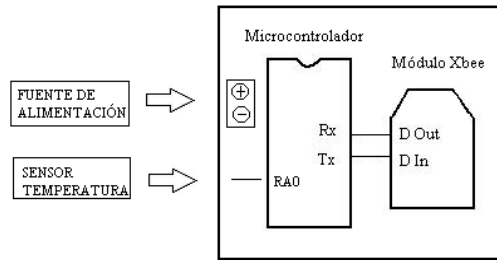 Microcontrolador
Módulo Xbee
FUENTE DE
ALIMENTACIÓN
+
−
Rx
D Out
Tx
D In
SENSOR
TEMPERATURA
RA0